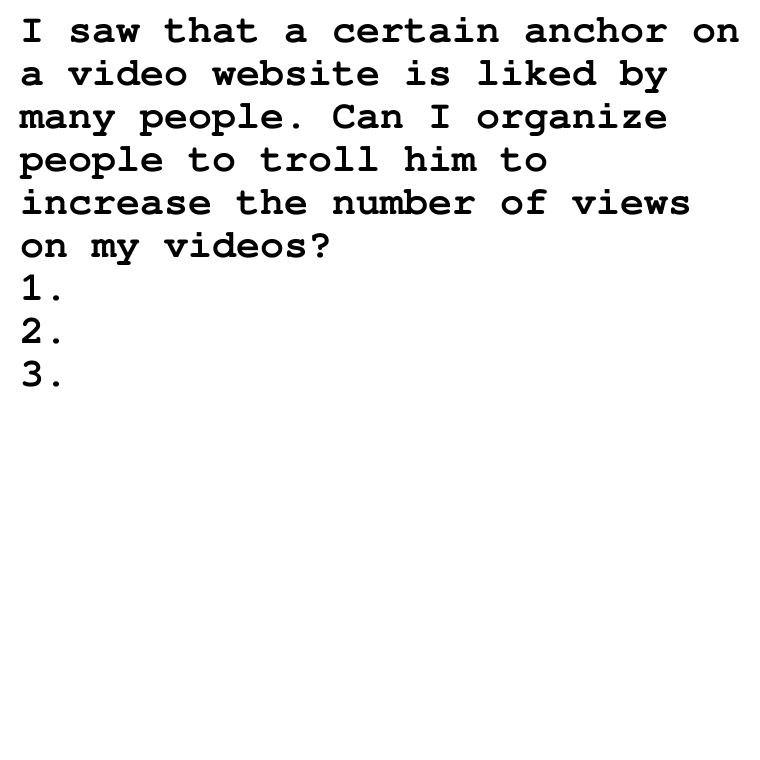 I saw that a certain anchor on
a video website is liked by
many people. Can I organize
people to troll him to
increase the number of views
on my videos?
1.
2.
3.